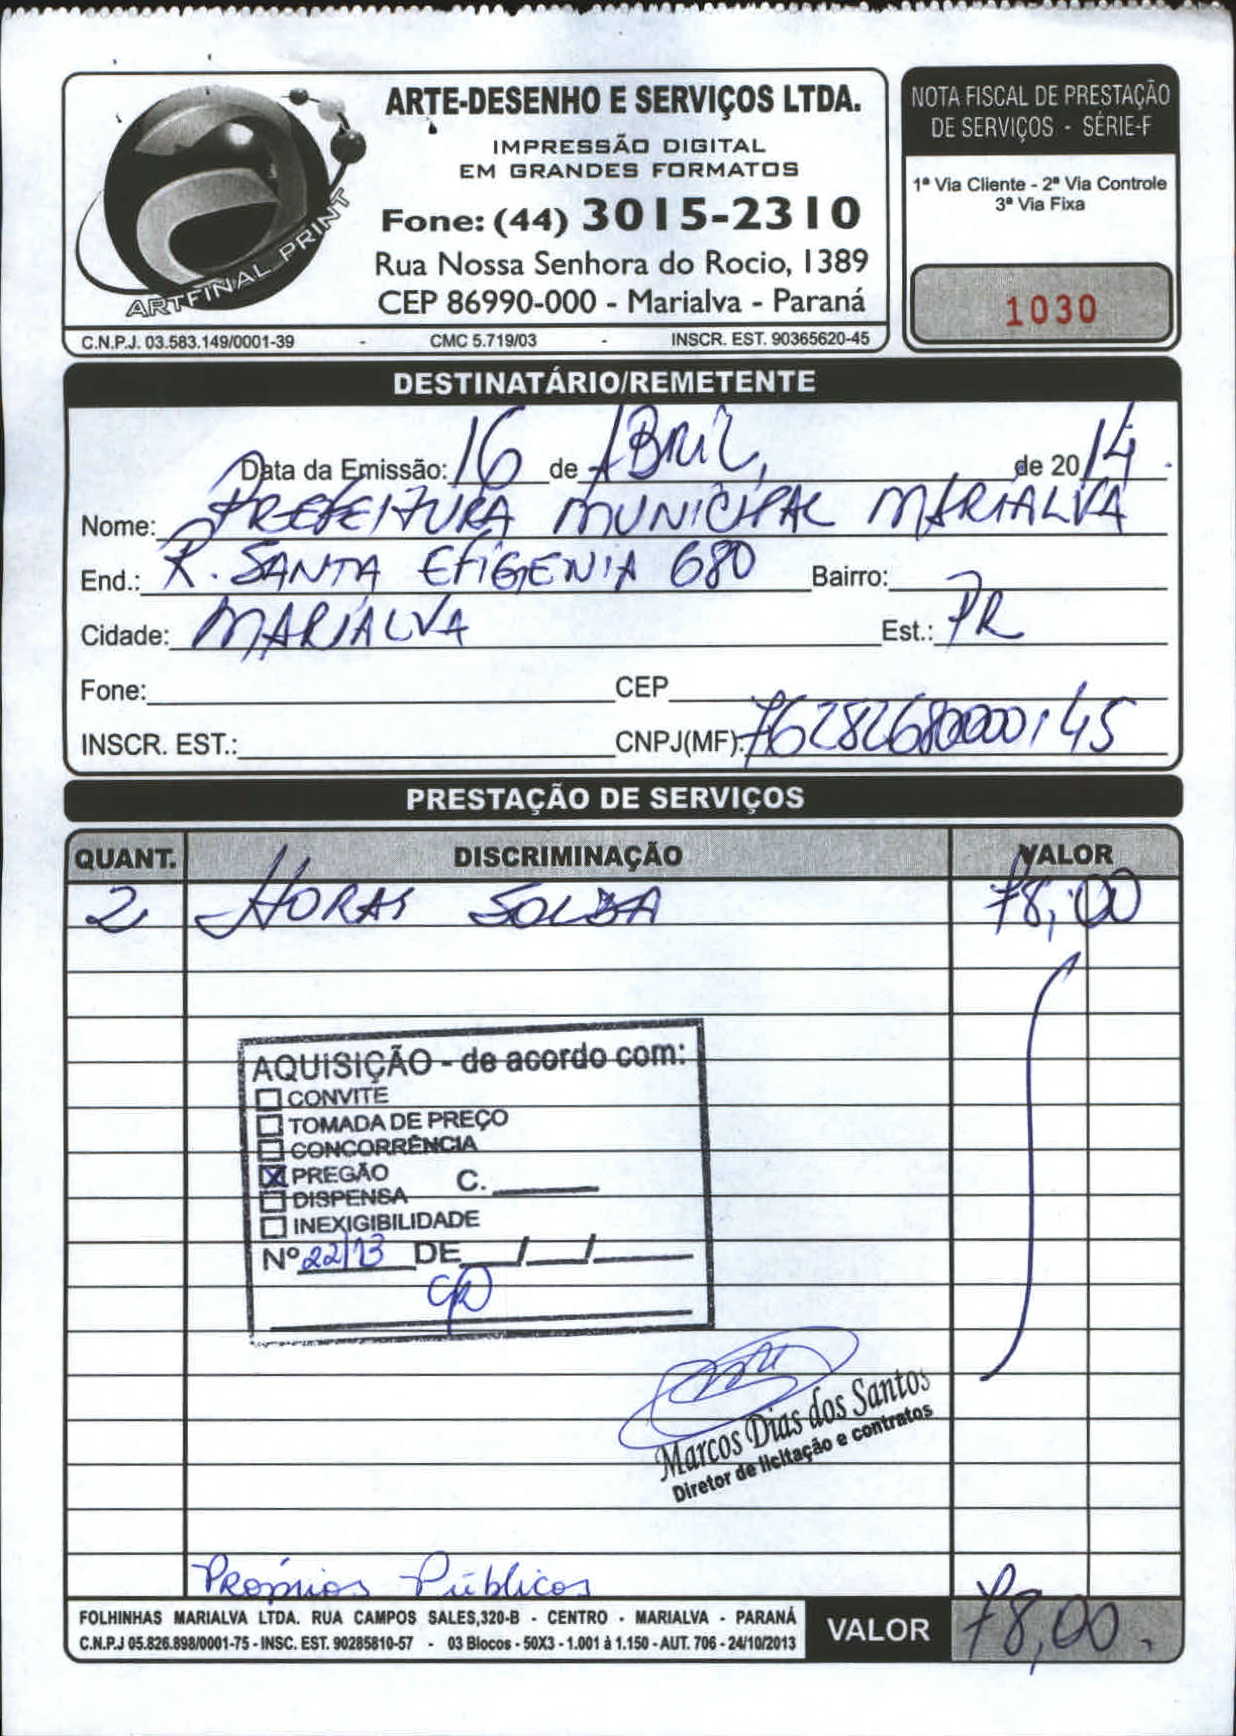 ARTE-DESENHO E SERVIÇOS LTDA.
IMPRESSÃO DIGITAL
EM GRANDES FORMATOS
Fone: (44) 3015-2310
Rua Nossa Senhora do Rocio, 1389
CEP 86990-000 - Marialva - Paraná
ARTFINAL PRINT
C.N.P.J. 03.583.149/0001-39 - CMC 5.719/03 - INSCR. EST. 90365620-45
NOTA FISCAL DE PRESTAÇÃO
DE SERVIÇOS - SÉRIE-F
1ª Via Cliente - 2ª Via Controle
3ª Via Fixa
1030
DESTINATÁRIO/REMETENTE
Data da Emissão: 16 de ABRIL, de 2014.
Nome: PREFEITURA MUNICIPAL MARIALVA
End.: R. SANTA EFIGENIA 680 Bairro:
Cidade: MARIALVA Est.: PR
Fone: CEP
INSCR. EST.: CNPJ(MF): 76282680000145
PRESTAÇÃO DE SERVIÇOS
QUANT. DISCRIMINAÇÃO VALOR
2 HORAS SOLDA 78,00
AQUISIÇÃO - de acordo com:
CONVITE
TOMADA DE PREÇO
CONCORRÊNCIA
X PREGÃO C.
DISPENSA
INEXIGIBILIDADE
Nº 22/13 DE / /
Marcos Dias dos Santos
Diretor de licitação e contratos
Próprios Públicos
FOLHINHAS MARIALVA LTDA. RUA CAMPOS SALES,320-B - CENTRO - MARIALVA - PARANÁ
C.N.P.J 05.826.898/0001-75 - INSC. EST. 90285810-57 - 03 Blocos - 50X3 - 1.001 à 1.150 - AUT. 706 - 24/10/2013
VALOR 78,00.